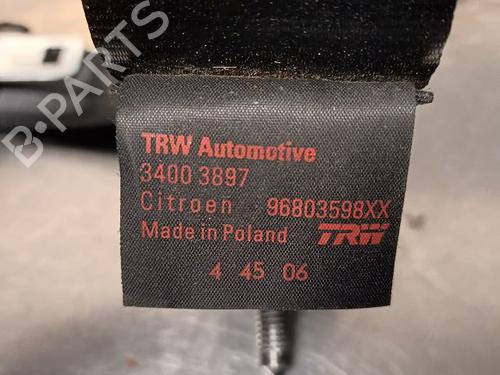 TRW Automotive
3400 3897
Citroen 96803598XX
Made in Poland TRW
4 45 06
B-PARTS